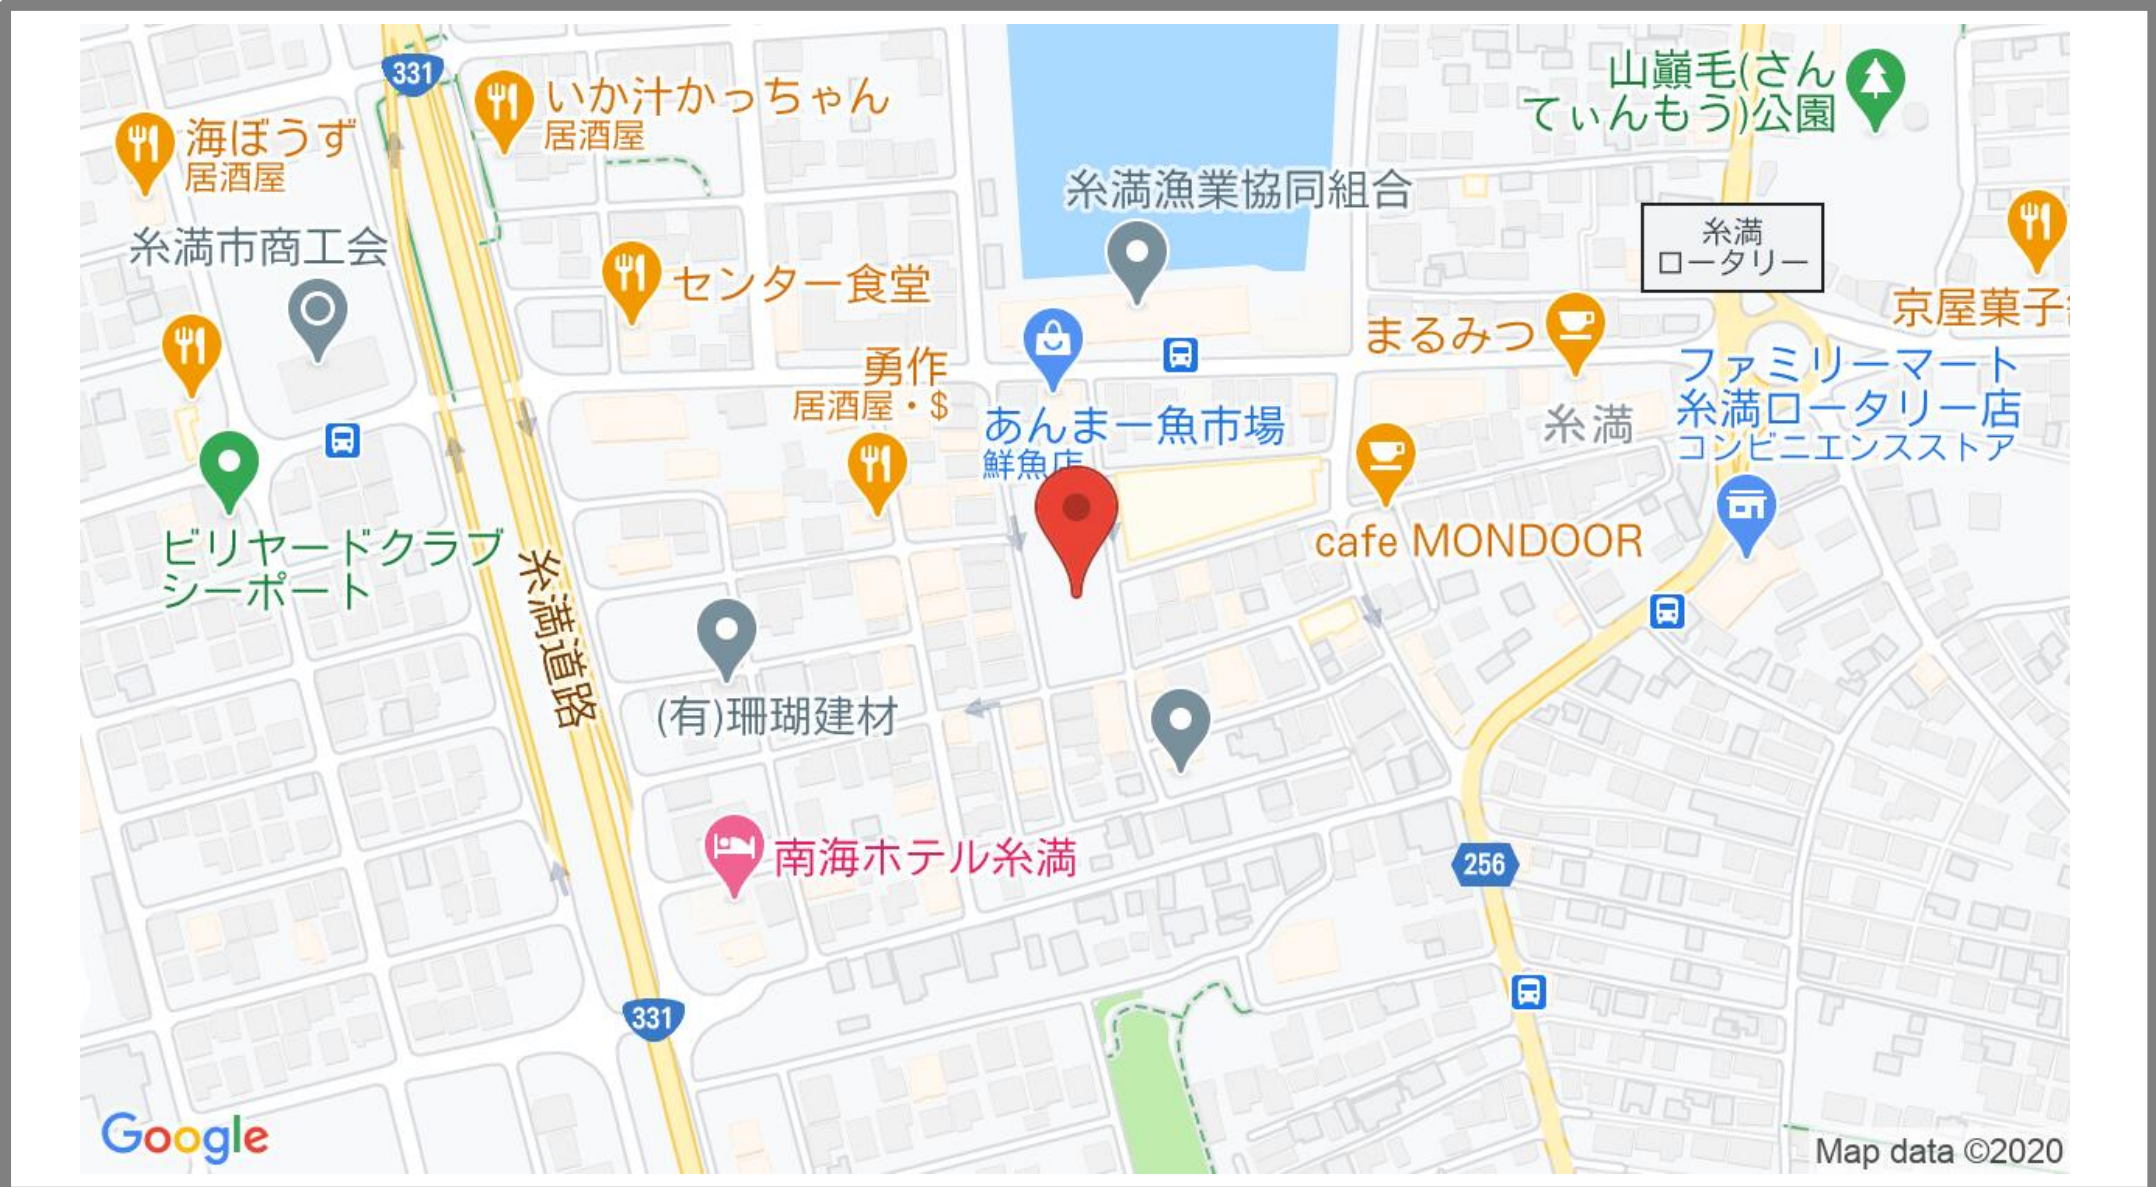 331
いか汁かっちゃん
居酒屋
海ぼうず
居酒屋
山巓毛(さん
てぃんもう)公園
糸満漁業協同組合
糸満市商工会
糸満
ロータリー
センター食堂
京屋菓子
まるみつ
勇作
居酒屋・$
あんまー魚市場
鮮魚店
糸満
ファミリーマート
糸満ロータリー店
コンビニエンスストア
cafe MONDOOR
ビリヤードクラブ
シーポート
糸満道路
(有)珊瑚建材
南海ホテル糸満
256
331
Google
Map data ©2020